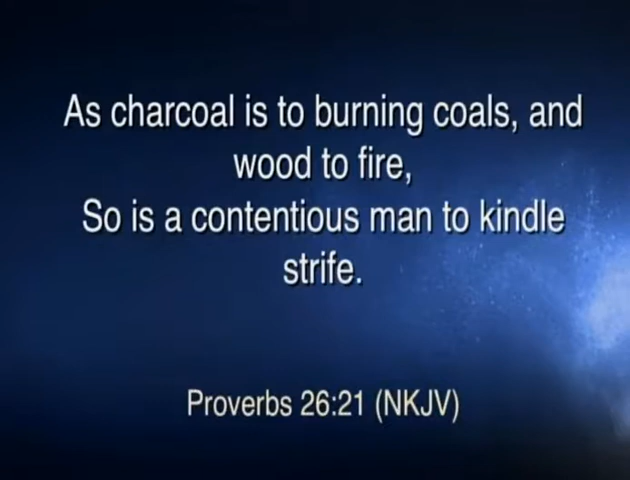 As charcoal is to burning coals, and
wood to fire,
So is a contentious man to kindle
strife.
Proverbs 26:21 (NKJV)